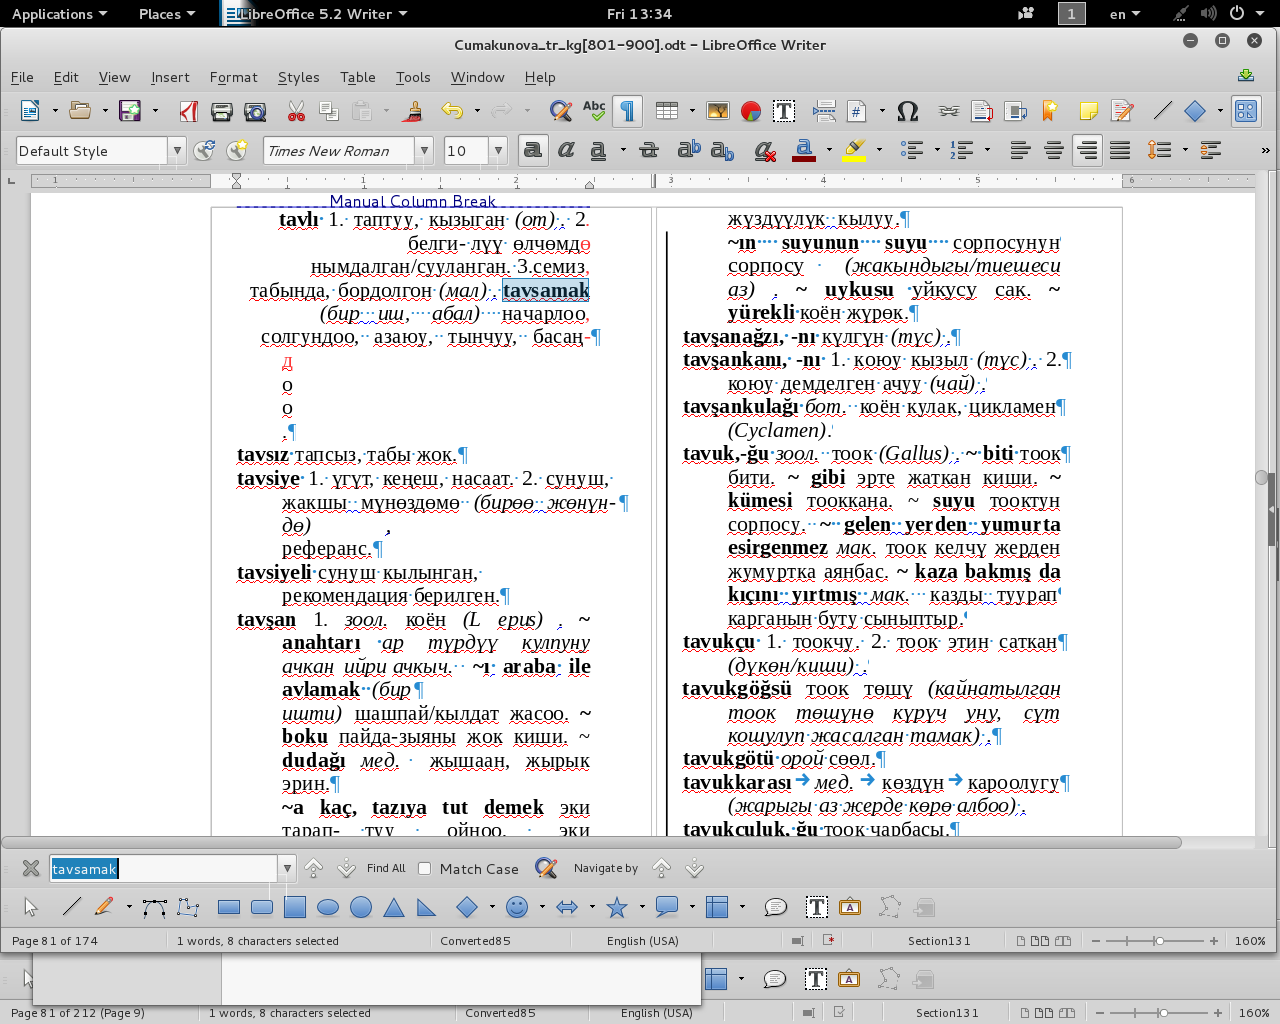 Applications
Places
LibreOffice 5.2 Writer
Fri 13:34
1
en
Cumakunova_tr_kg[801-900].odt - LibreOffice Writer
File Edit View Insert Format Styles Table Tools Window Help
Default Style
Times New Roman
10
Manual Column Break
tavlı 1. таптуу, кызыган (от) . 2.
белги- лүү өлчөмдө
нымдалган/сууланган. 3.семиз,
табында, бордолгон (мал) . tavsamak
(бир иш, абал) начарлоо,
солгундоо, азаюу, тынчуу, басаң-¶
д
о
о
.¶
tavsız тапсыз, табы жок.¶
tavsiye 1. үгүт, кеңеш, насаат. 2. сунуш,
жакшы мүнөздөмө (бирөө жөнүн-¶
дө) ,
референс.¶
tavsiyeli сунуш кылынган,
рекомендация берилген.¶
tavşan 1. зоол. коён (L epus) . ~
anahtarı ар түрдүү кулпуну
ачкан ийри ачкыч. ~ı araba ile
avlamak (бир¶
ишти) шашпай/кылдат жасоо. ~
boku пайда-зыяны жок киши. ~
dudağı мед. жышаан, жырык
эрин.¶
~a kaç, tazıya tut demek эки
тарап- туу ойноо, эки
жүздүүлүк кылуу.¶
~ın suyunun suyu сорпосунун
сорпосу (жакындыгы/тиешеси
аз) . ~ uykusu уйкусу сак. ~
yürekli коён жүрөк.¶
tavşanağzı, -nı күлгүн (түс) .¶
tavşankanı, -nı 1. коюу кызыл (түс) . 2.¶
коюу демделген ачуу (чай) .
tavşankulağı бот. коён кулак, цикламен¶
(Cyclamen).
tavuk,-ğu зоол. тоок (Gallus) . ~ biti тоок¶
бити. ~ gibi эрте жаткан киши. ~
kümesi тооккана. ~ suyu тооктун
сорпосу. ~ gelen yerden yumurta
esirgenmez мак. тоок келчү жерден
жумуртка аянбас. ~ kaza bakmış da
kıçını yırtmış мак. казды туурап
карганын буту сыныптыр.
tavukçu 1. тоокчу. 2. тоок этин саткан¶
(дүкөн/киши) .
tavukgöğsü тоок төшү (кайнатылган
тоок төшүнө күрүч уну, сүт
кошулуп жасалган тамак) .¶
tavukgötü орой сөөл.¶
tavukkarası мед. көздүн кароолугу¶
(жарыгы аз жерде көрө албоо) .
tavukçuluk, ğu тоок чарбасы.¶
tavsamak
Find All
Match Case
Navigate by
Page 81 of 174
1 words, 8 characters selected
Converted85
English (USA)
Section131
160%
Page 81 of 212 (Page 9)
1 words, 8 characters selected
Converted85
English (USA)
Section131
160%